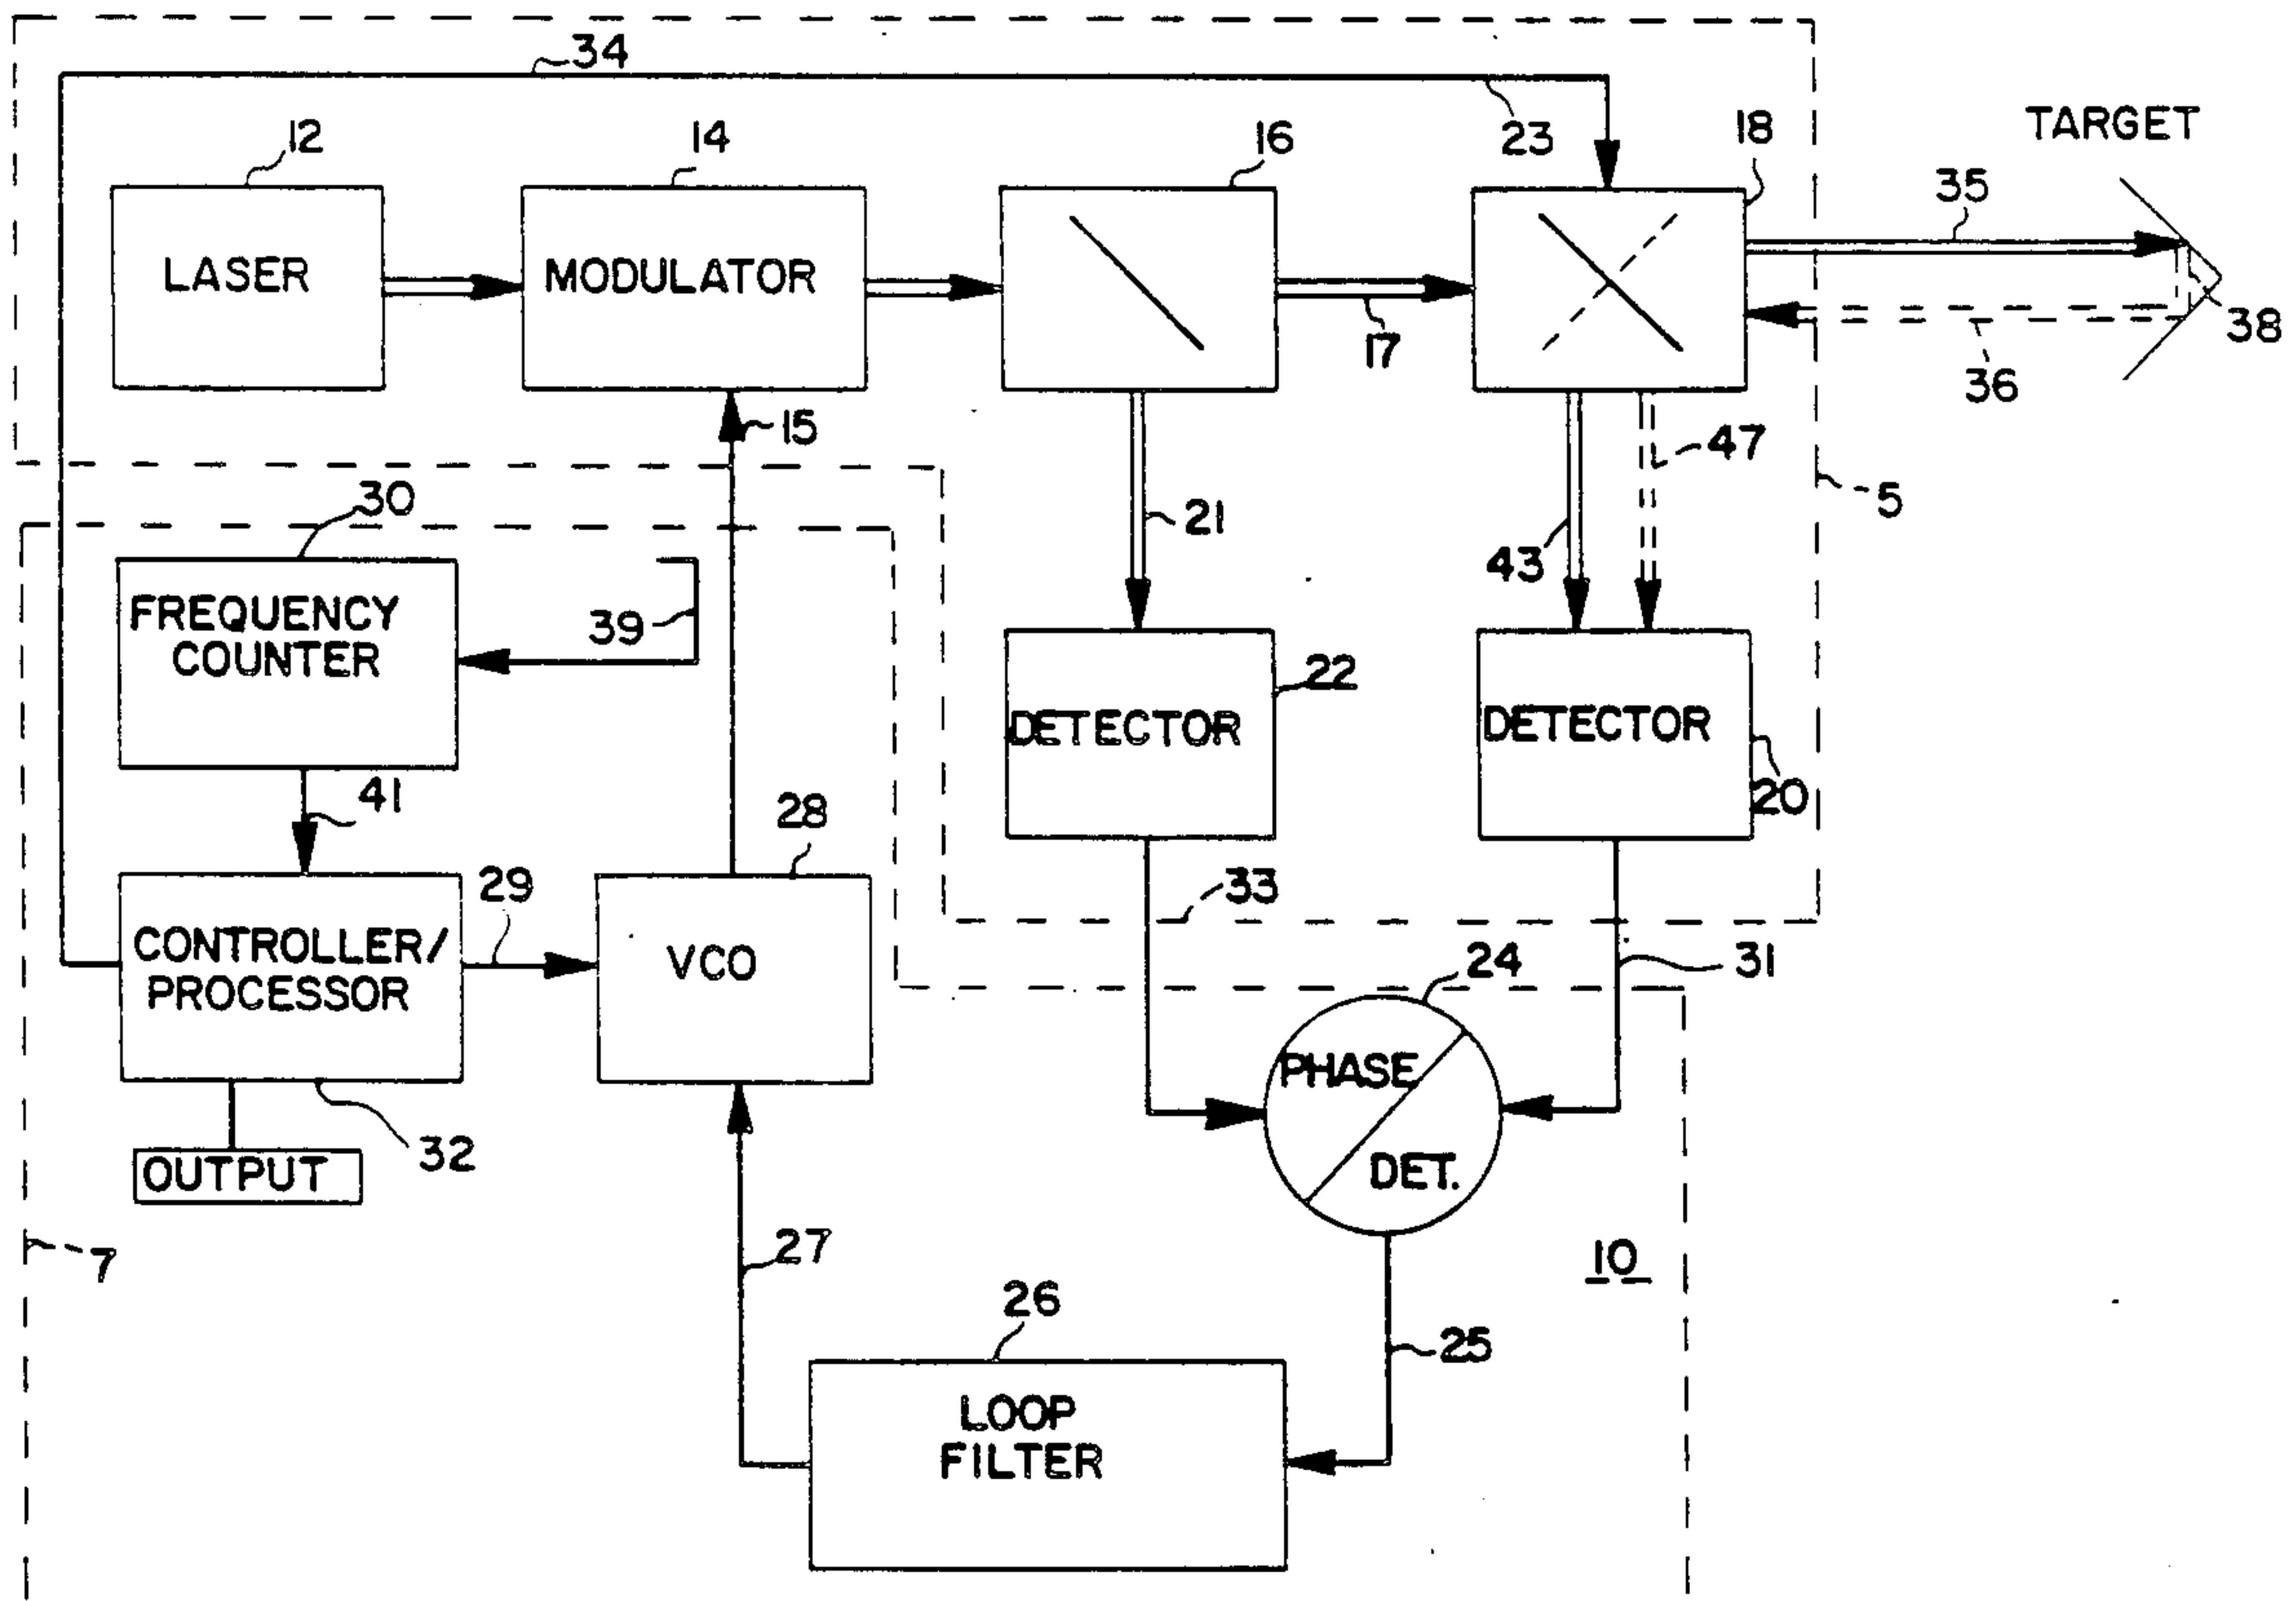 34
23
12
14
16
18
TARGET
LASER
MODULATOR
17
35
38
36
15
47
5
30
21
43
FREQUENCY
COUNTER
39
22
DETECTOR
DETECTOR
20
41
28
29
33
CONTROLLER/
PROCESSOR
VCO
24
31
PHASE
DET.
32
OUTPUT
7
27
10
26
25
LOOP
FILTER